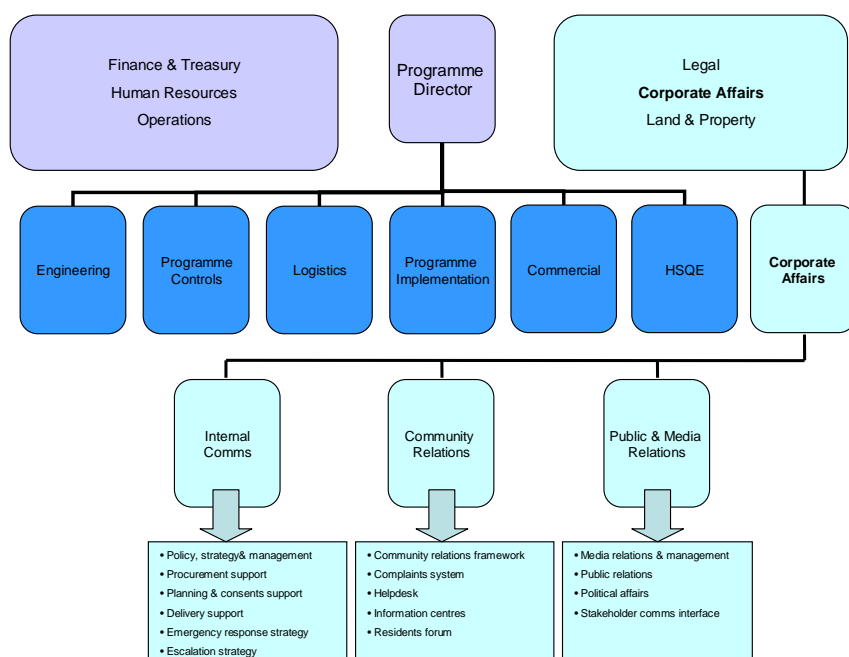 Finance & Treasury
Human Resources
Operations
Programme
Director
Legal
Corporate Affairs
Land & Property
Engineering
Programme
Controls
Logistics
Programme
Implementation
Commercial
HSQE
Corporate
Affairs
Internal
Comms
Community
Relations
Public & Media
Relations
• Policy, strategy& management
• Procurement support
• Planning & consents support
• Delivery support
• Emergency response strategy
• Escalation strategy
• Community relations framework
• Complaints system
• Helpdesk
• Information centres
• Residents forum
• Media relations & management
• Public relations
• Political affairs
• Stakeholder comms interface